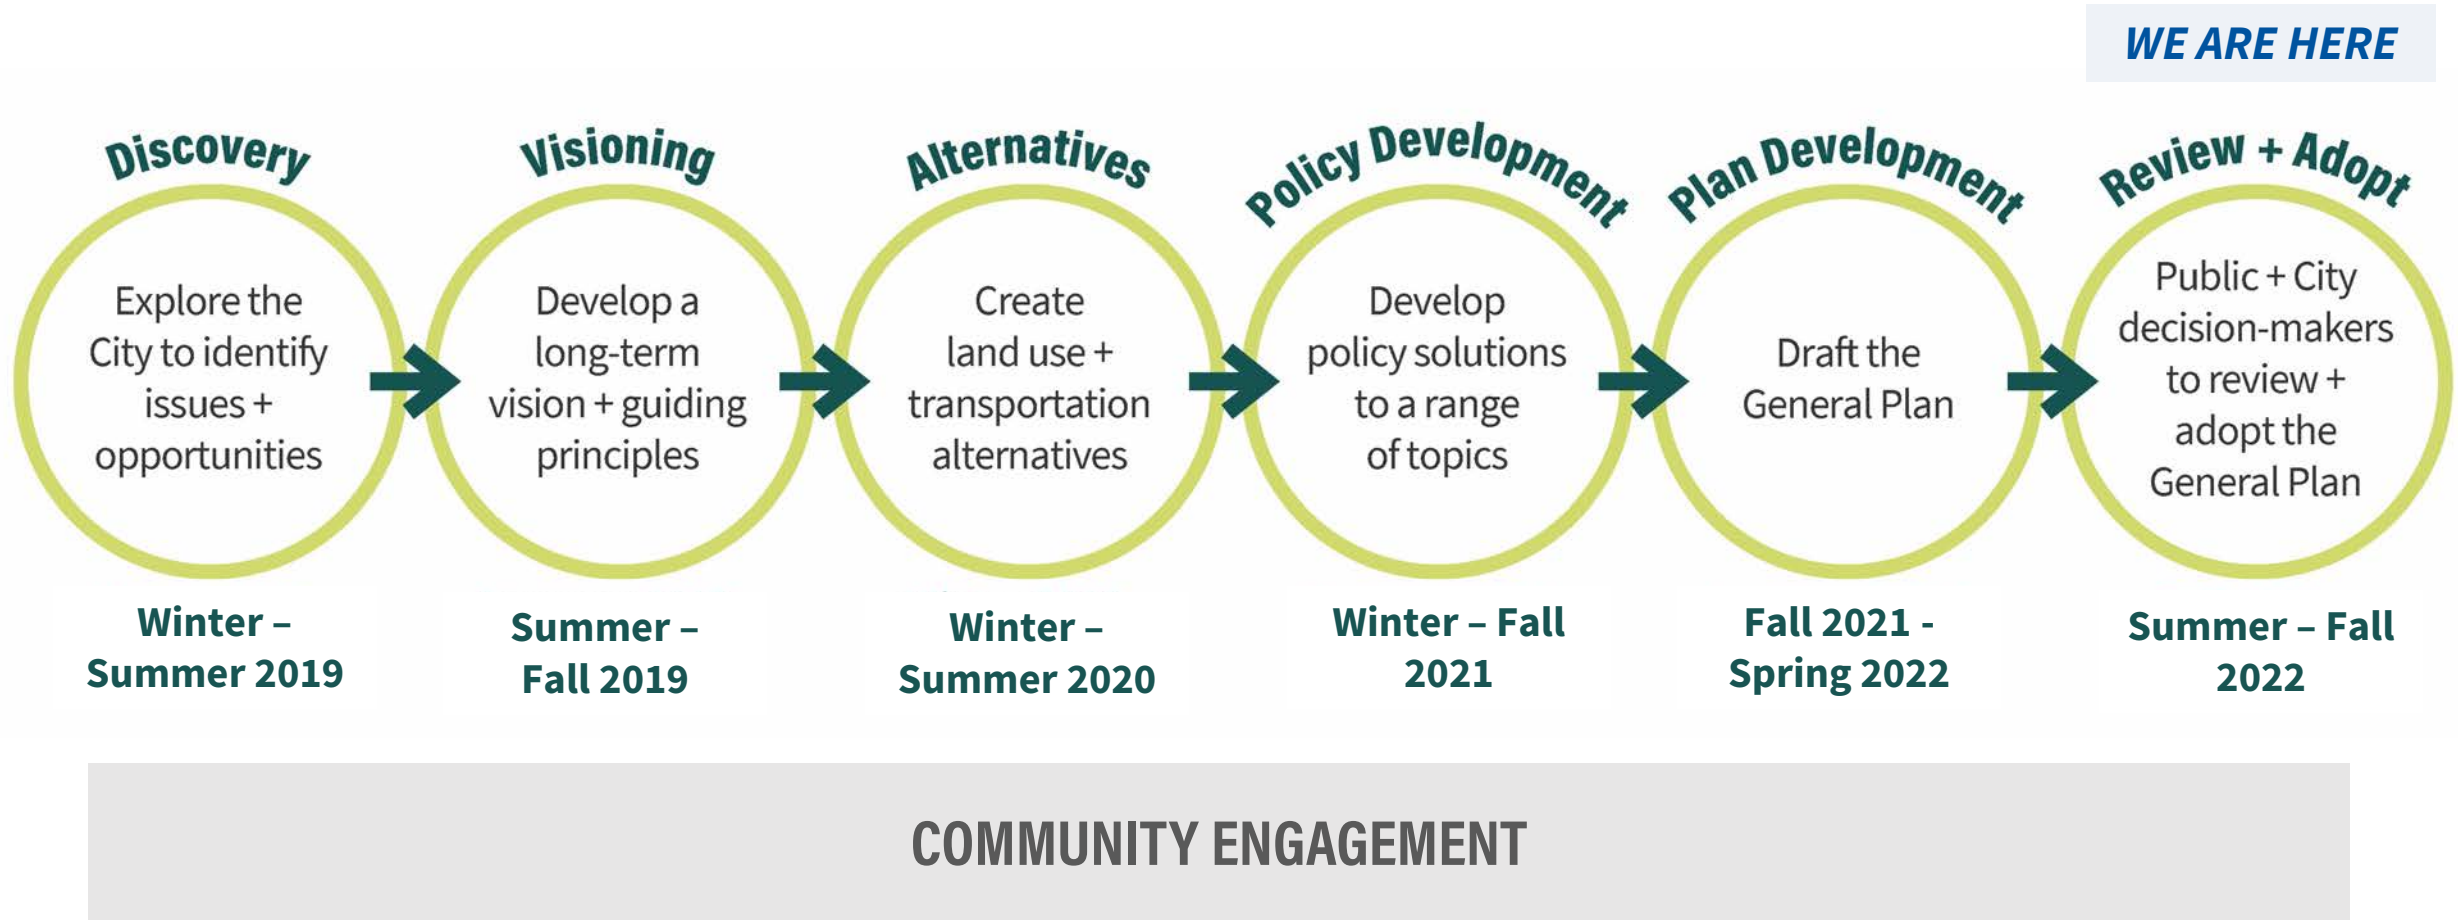 WE ARE HERE
Discovery
Explore the
City to identify
issues +
opportunities
Winter –
Summer 2019
Visioning
Develop a
long-term
vision + guiding
principles
Summer –
Fall 2019
Alternatives
Create
land use +
transportation
alternatives
Winter –
Summer 2020
Policy Development
Develop
policy solutions
to a range
of topics
Winter – Fall
2021
Plan Development
Draft the
General Plan
Fall 2021 -
Spring 2022
Review + Adopt
Public + City
decision-makers
to review +
adopt the
General Plan
Summer – Fall
2022
COMMUNITY ENGAGEMENT